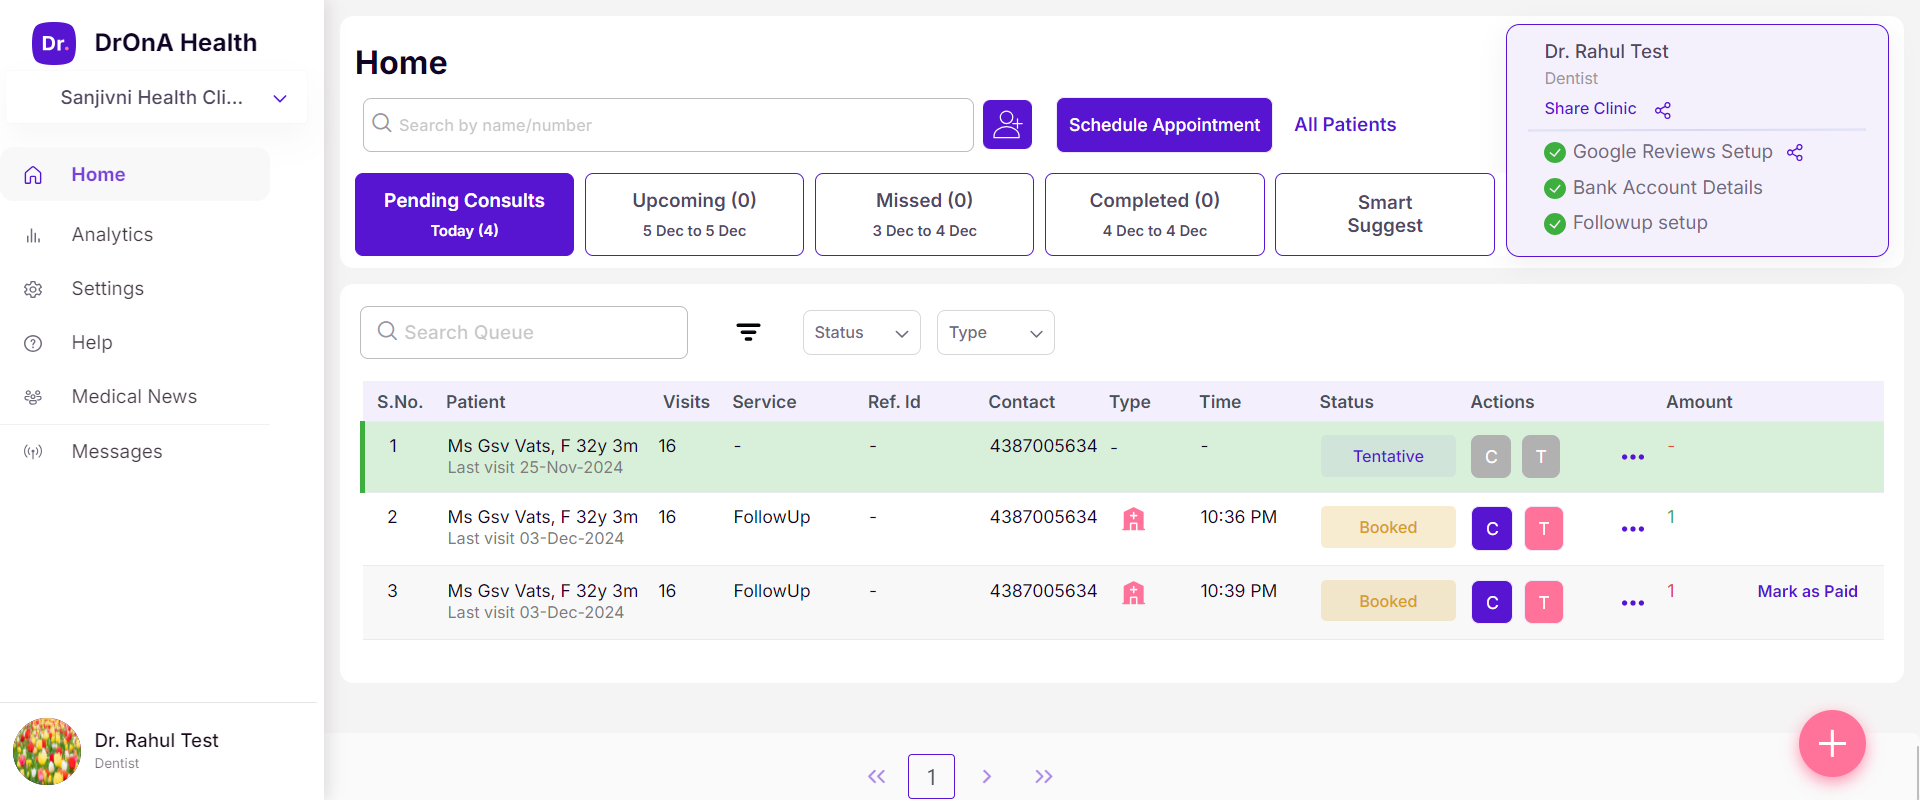 Dr.
DrOnA Health
Sanjivni Health Cli...
Home
Analytics
Settings
Help
Medical News
Messages
Dr. Rahul Test
Dentist
Home
Search by name/number
Schedule Appointment
All Patients
Pending Consults
Today (4)
Upcoming (0)
5 Dec to 5 Dec
Missed (0)
3 Dec to 4 Dec
Completed (0)
4 Dec to 4 Dec
Smart
Suggest
Dr. Rahul Test
Dentist
Share Clinic
Google Reviews Setup
Bank Account Details
Followup setup
Search Queue
Status
Type
S.No. Patient Visits Service Ref. Id Contact Type Time Status Actions Amount
1 Ms Gsv Vats, F 32y 3m 16 - - 4387005634 - - Tentative C T ••• -
Last visit 25-Nov-2024
2 Ms Gsv Vats, F 32y 3m 16 FollowUp - 4387005634 10:36 PM Booked C T ••• 1
Last visit 03-Dec-2024
3 Ms Gsv Vats, F 32y 3m 16 FollowUp - 4387005634 10:39 PM Booked C T ••• 1 Mark as Paid
Last visit 03-Dec-2024
1